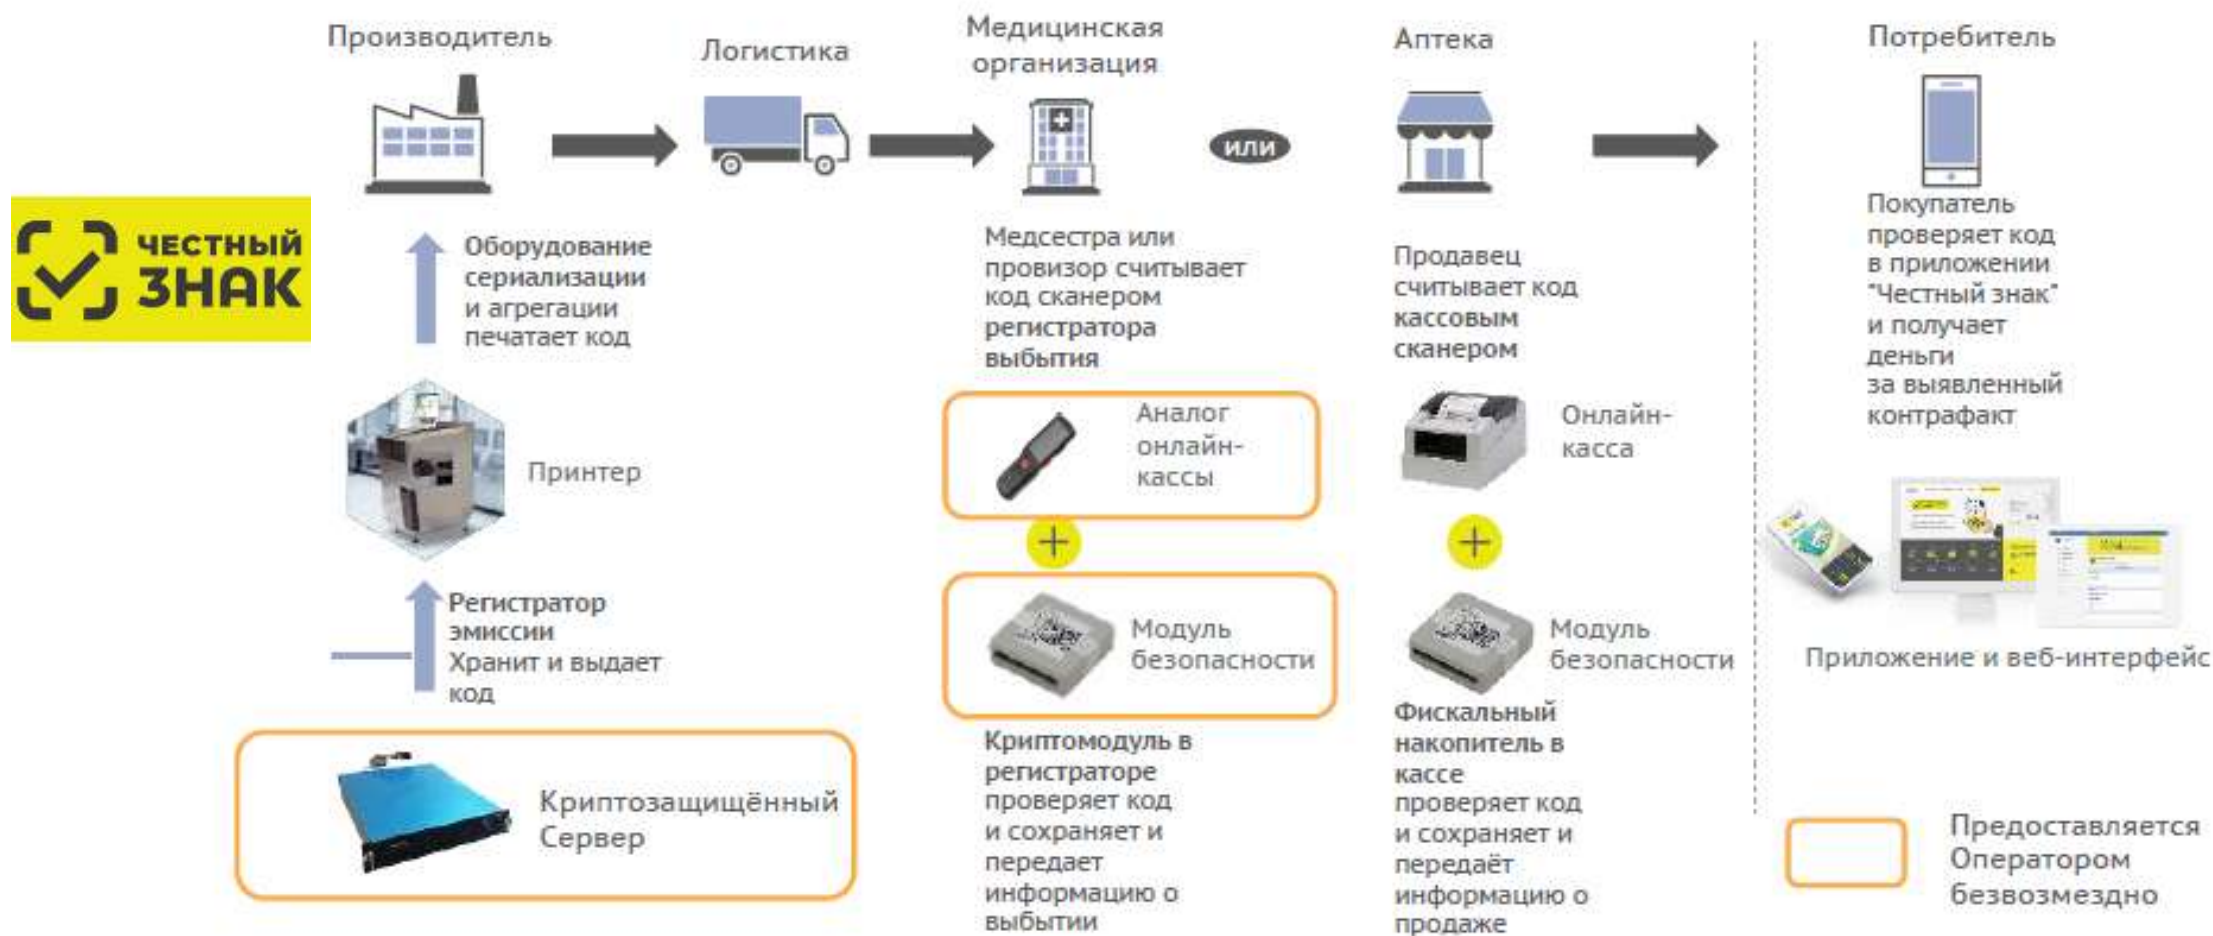 ЧЕСТНЫЙ
ЗНАК
Производитель
Оборудование
сериализации
и агрегации
печатает код
Принтер
Регистратор
эмиссии
Хранит и выдает
код
Криптозащищённый
Сервер
Логистика
Медицинская
организация
Медсестра или
провизор считывает
код сканером
регистратора
выбытия
Аналог
онлайн-
кассы
+
Модуль
безопасности
Криптомодуль в
регистраторе
проверяет код
и сохраняет и
передает
информацию о
выбытии
или
Аптека
Продавец
считывает код
кассовым
сканером
Онлайн-
касса
+
Модуль
безопасности
Фискальный
накопитель в
кассе
проверяет код
и сохраняет и
передаёт
информацию о
продаже
Потребитель
Покупатель
проверяет код
в приложении
"Честный знак"
и получает
деньги
за выявленный
контрафакт
Приложение и веб-интерфейс
Предоставляется
Оператором
безвозмездно